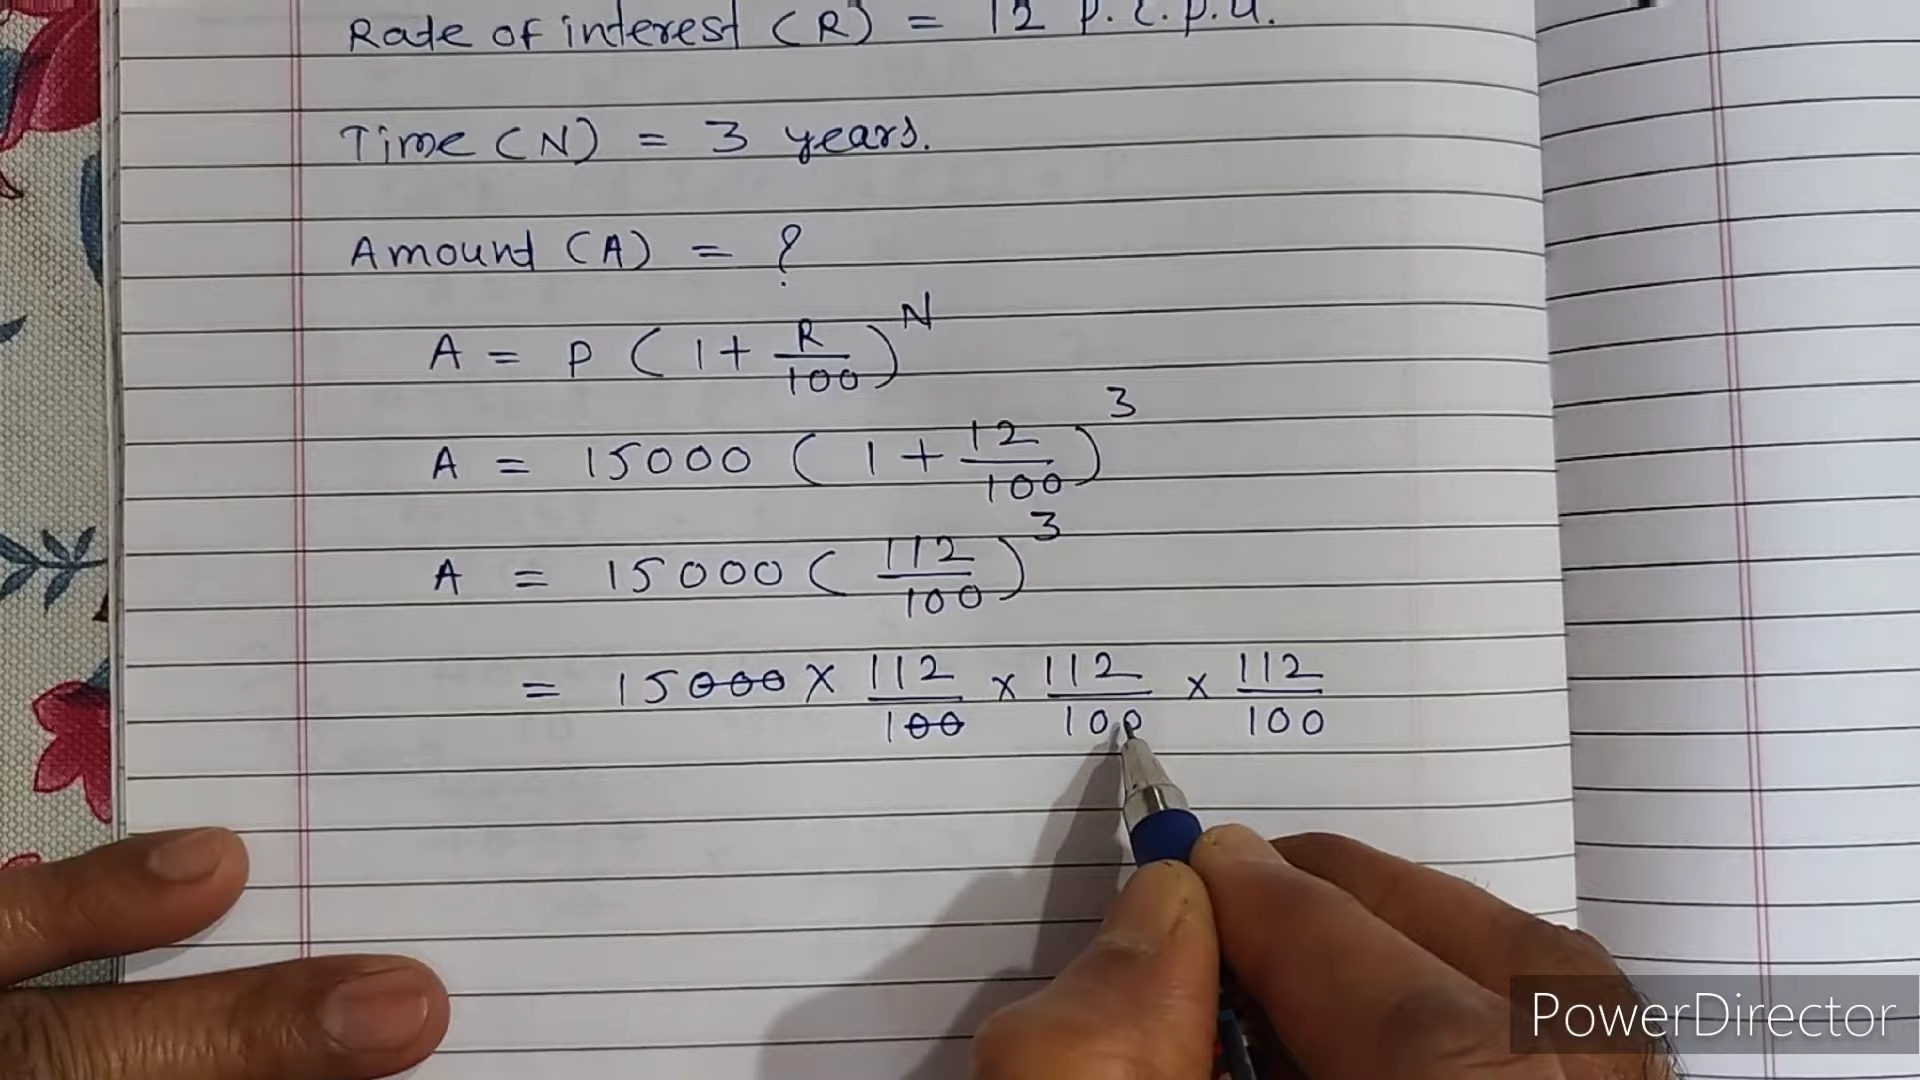 Rate of interest (R) = 12 p.c.p.a.
Time (N) = 3 years.
Amount (A) = ?
A = P ( 1 + R/100 )^N
A = 15000 ( 1 + 12/100 )^3
A = 15000 ( 112/100 )^3
= 15000 × 112/100 × 112/100 × 112/100
PowerDirector